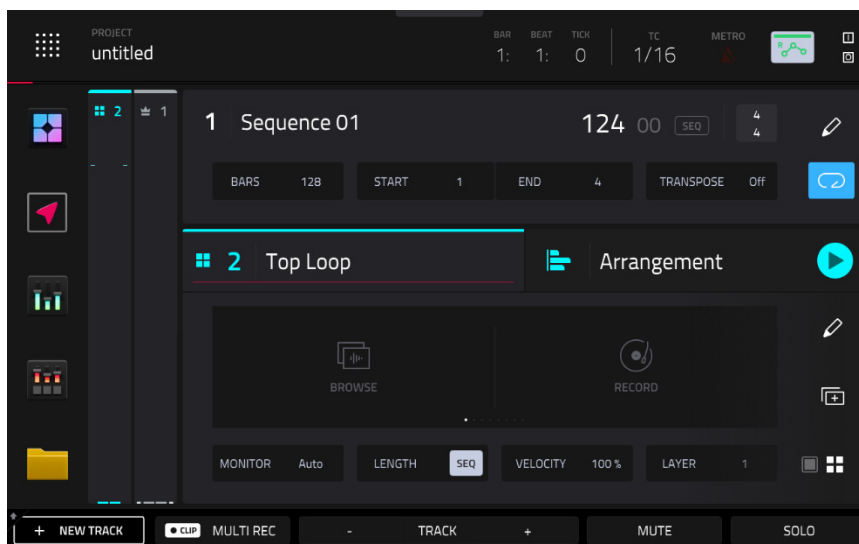 PROJECT
untitled
BAR BEAT TICK TC METRO
1: 1: 0 1/16
R
2 1
1 Sequence 01 124 00 SEQ 4
4
- -
BARS 128 START 1 END 4 TRANSPOSE Off
2 Top Loop Arrangement
BROWSE RECORD
MONITOR Auto LENGTH SEQ VELOCITY 100 % LAYER 1
+ NEW TRACK CLIP MULTI REC - TRACK + MUTE SOLO